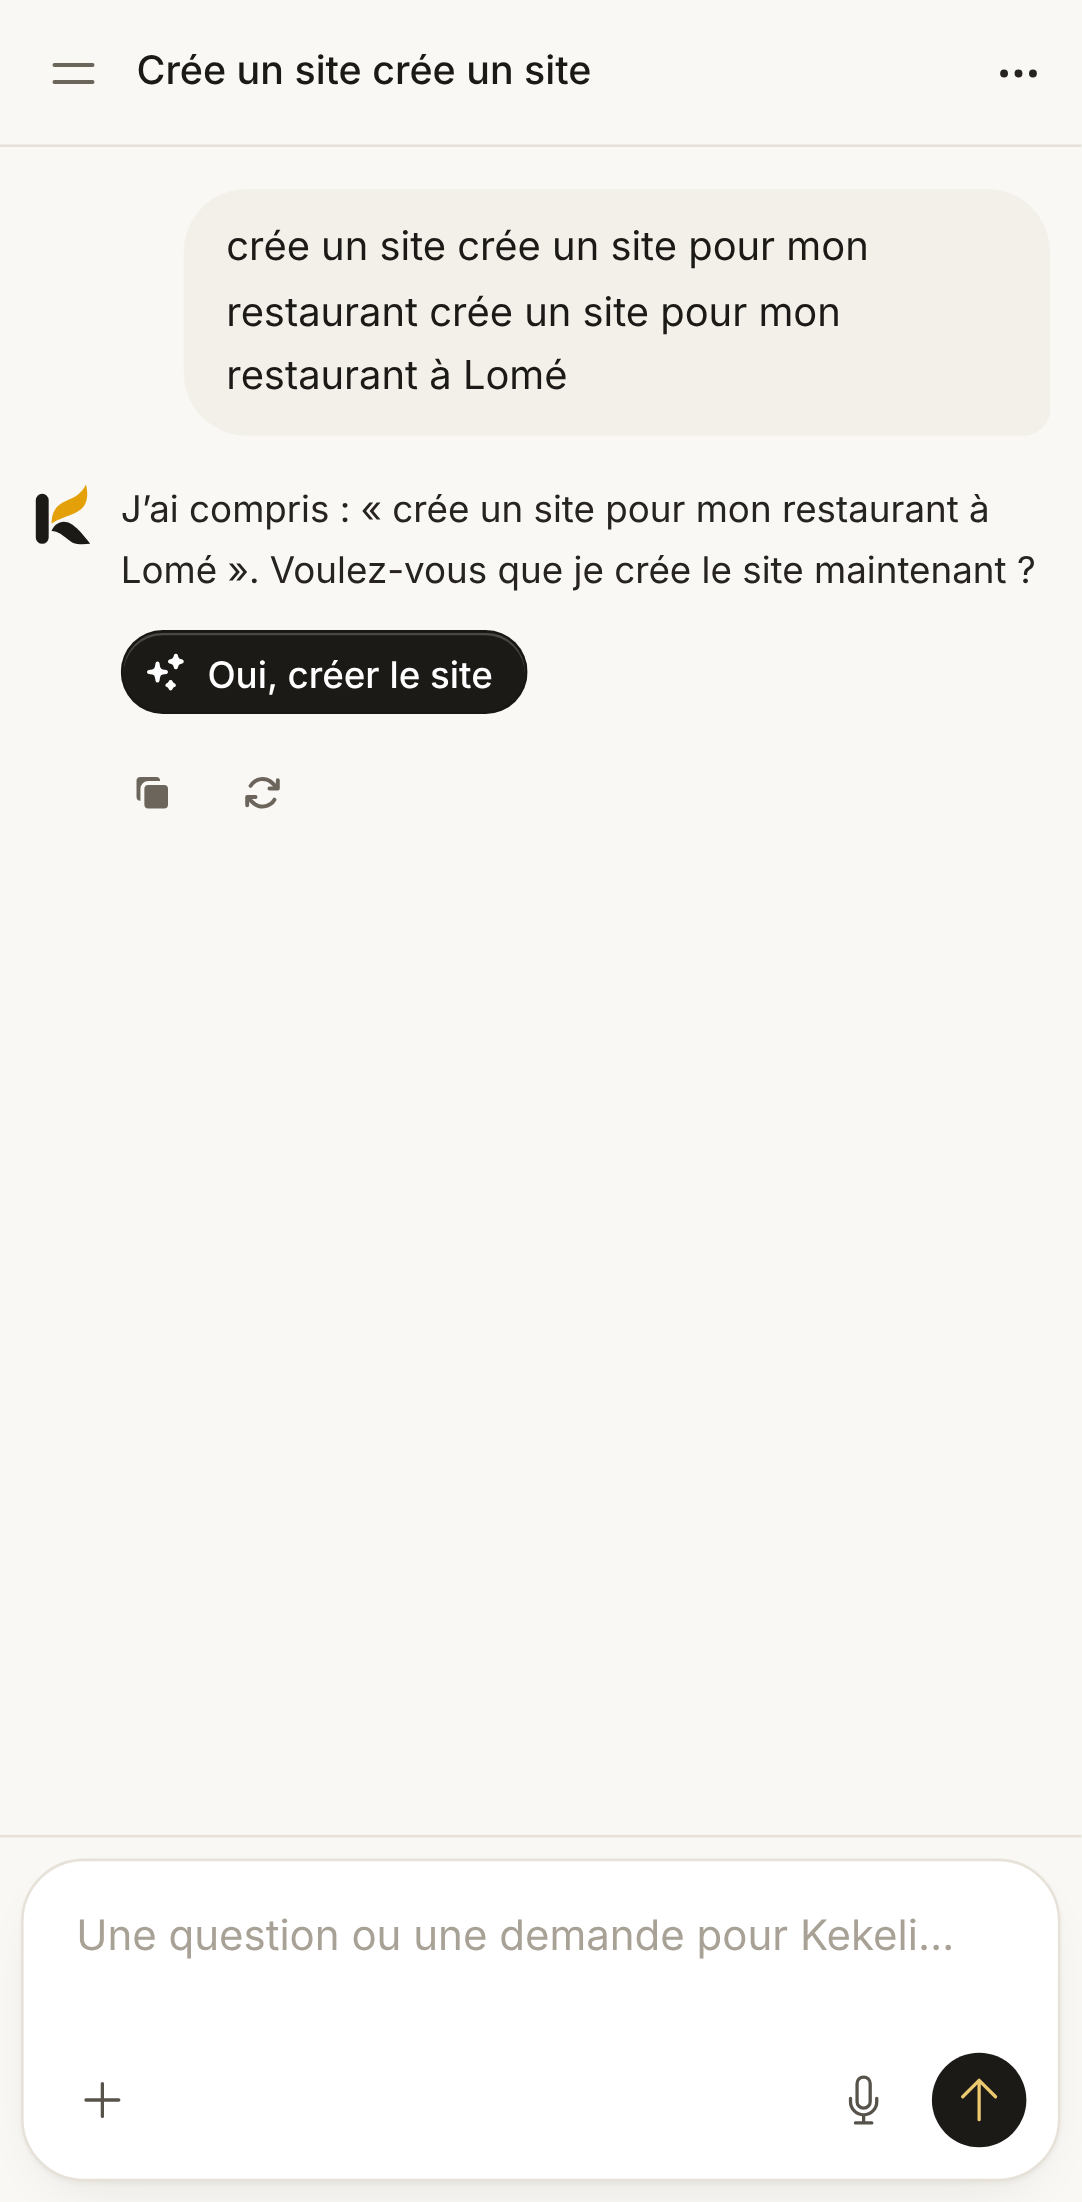 Crée un site crée un site
crée un site crée un site pour mon
restaurant crée un site pour mon
restaurant à Lomé
J’ai compris : « crée un site pour mon restaurant à
Lomé ». Voulez-vous que je crée le site maintenant ?
Oui, créer le site
Une question ou une demande pour Kekeli...